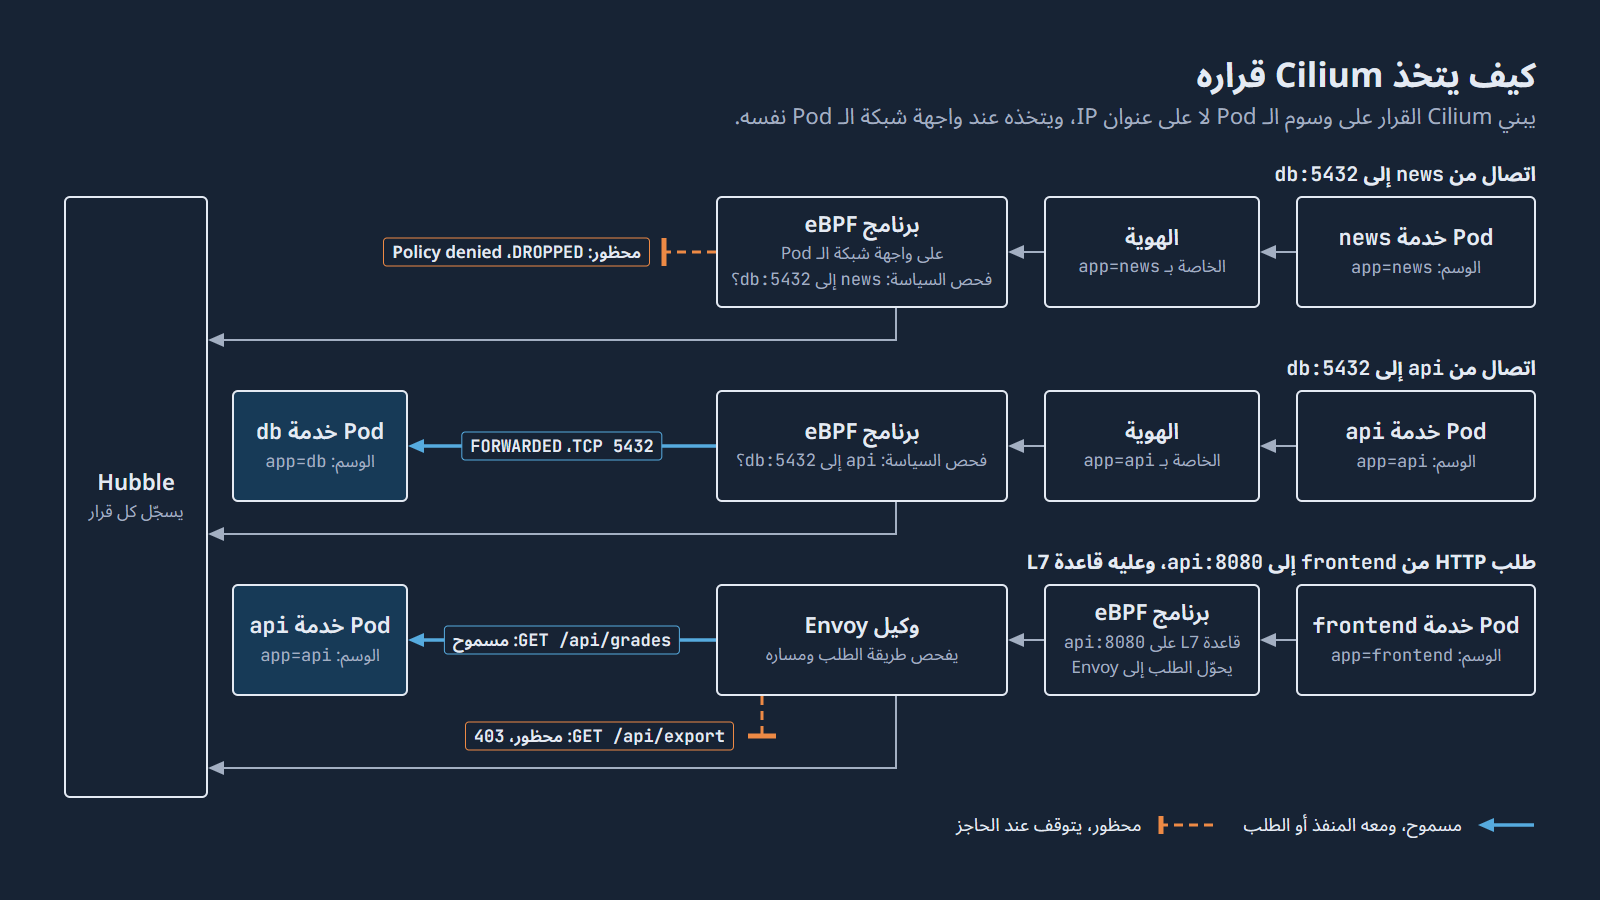 كيف يتخذ Cilium قراره
يبني Cilium القرار على وسوم الـ Pod لا على عنوان IP، ويتخذه عند واجهة شبكة الـ Pod نفسه.
اتصال من news إلى db:5432
Pod خدمة news
الوسم: app=news
الهوية
الخاصة بـ app=news
برنامج eBPF
على واجهة شبكة الـ Pod
فحص السياسة: news إلى db:5432؟
محظور: DROPPED، Policy denied
اتصال من api إلى db:5432
Pod خدمة api
الوسم: app=api
الهوية
الخاصة بـ app=api
برنامج eBPF
فحص السياسة: api إلى db:5432؟
FORWARDED، TCP 5432
Pod خدمة db
الوسم: app=db
طلب HTTP من frontend إلى api:8080، وعليه قاعدة L7
Pod خدمة frontend
الوسم: app=frontend
برنامج eBPF
قاعدة L7 على api:8080
يحوّل الطلب إلى Envoy
وكيل Envoy
يفحص طريقة الطلب ومساره
GET /api/grades: مسموح
Pod خدمة api
الوسم: app=api
GET /api/export: محظور، 403
Hubble
يسجّل كل قرار
مسموح، ومعه المنفذ أو الطلب
محظور، يتوقف عند الحاجز